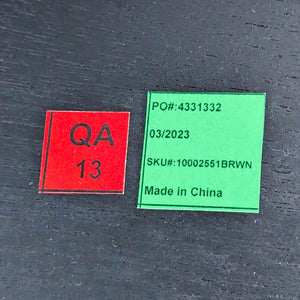 QA
13
PO#:4331332
03/2023
SKU#:10002551BRWN
Made in China